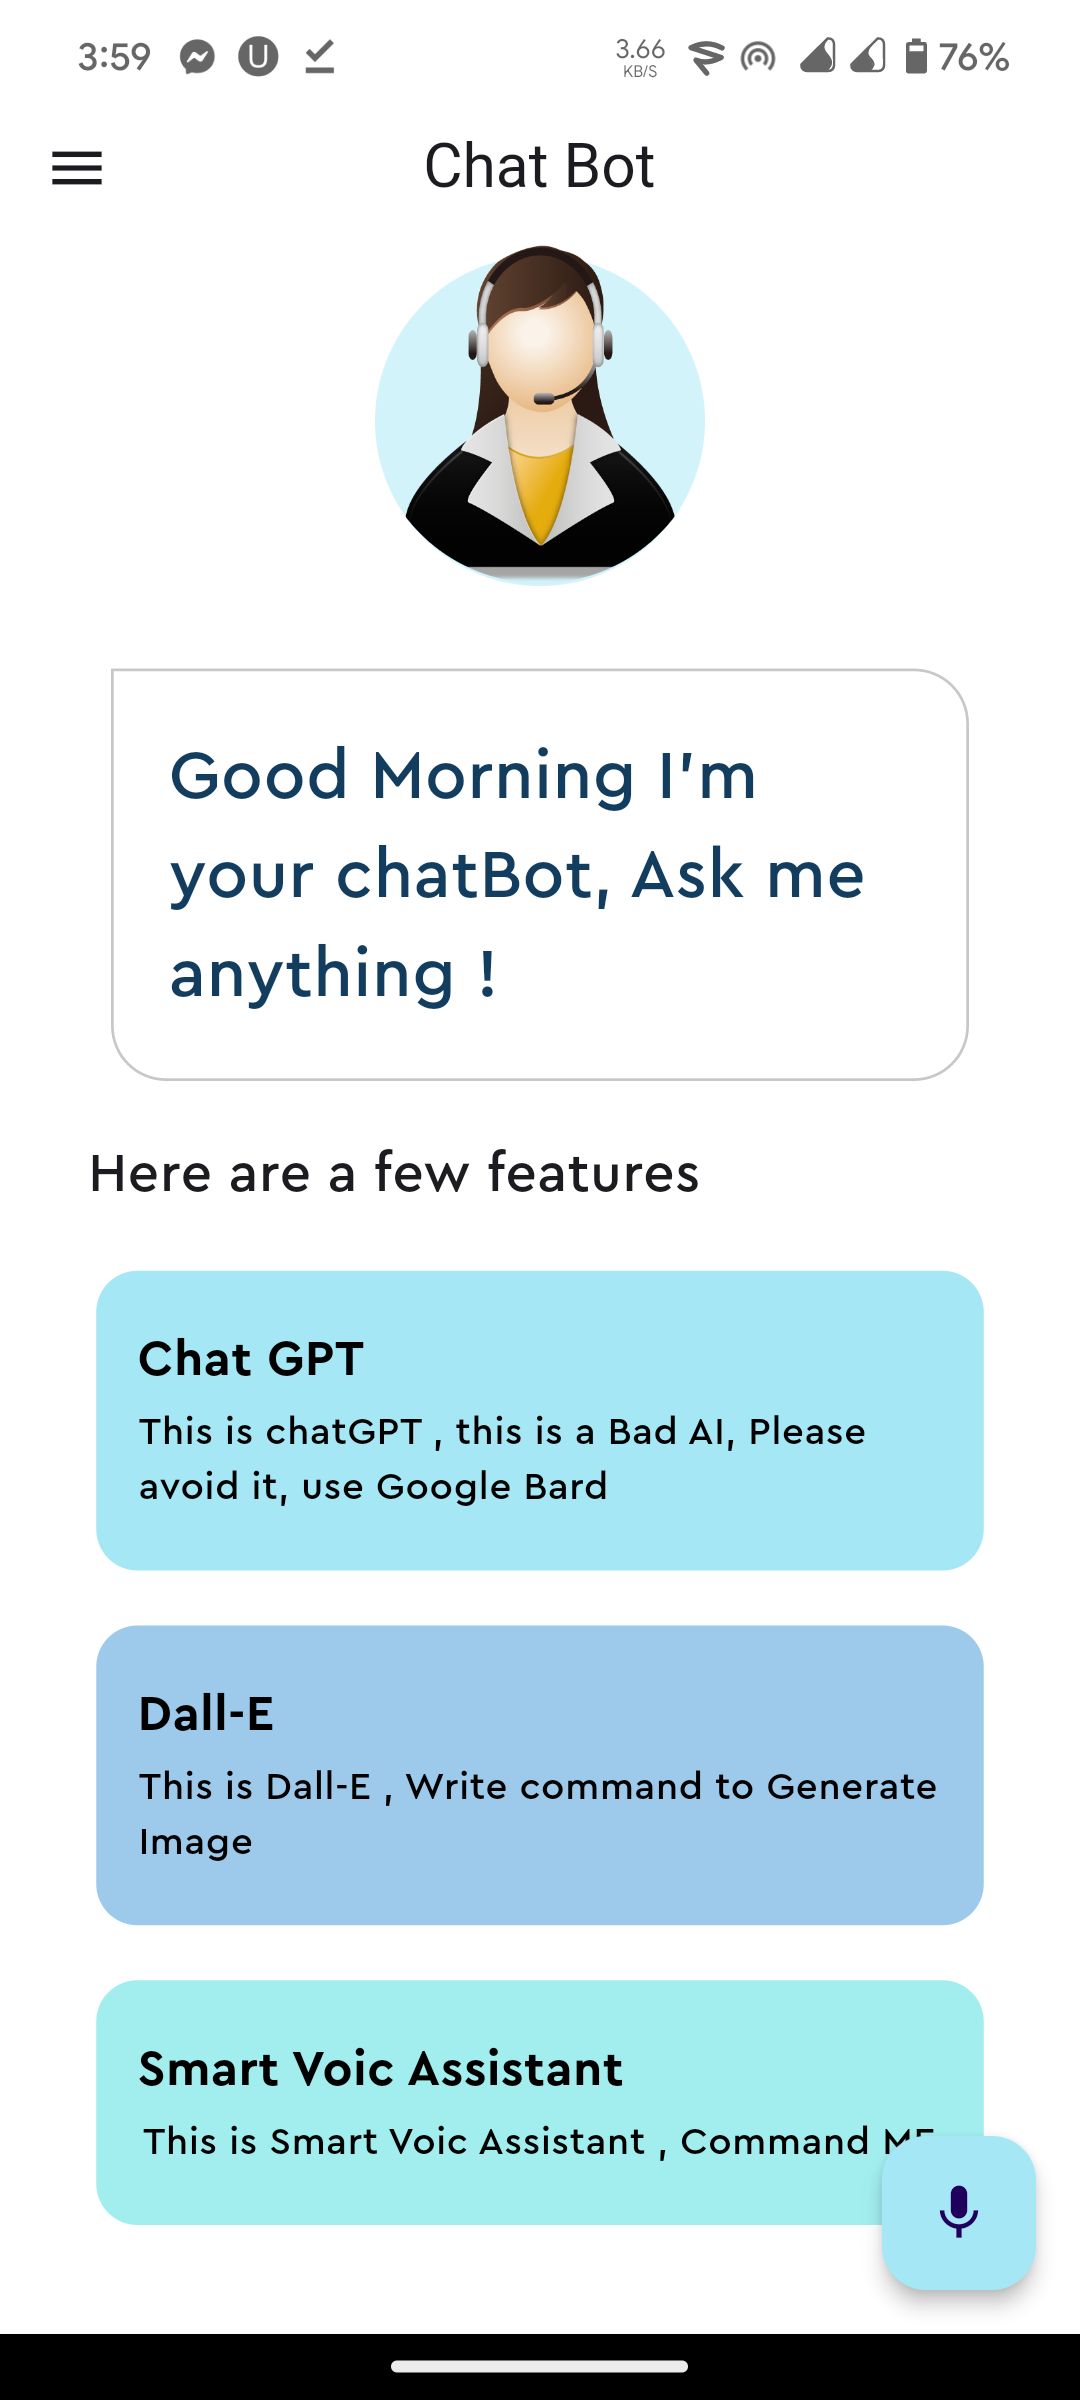 3:59 U 3.66 KB/S 76%
Chat Bot
Good Morning I'm
your chatBot, Ask me
anything !
Here are a few features
Chat GPT
This is chatGPT , this is a Bad AI, Please
avoid it, use Google Bard
Dall-E
This is Dall-E , Write command to Generate
Image
Smart Voic Assistant
This is Smart Voic Assistant , Command ME